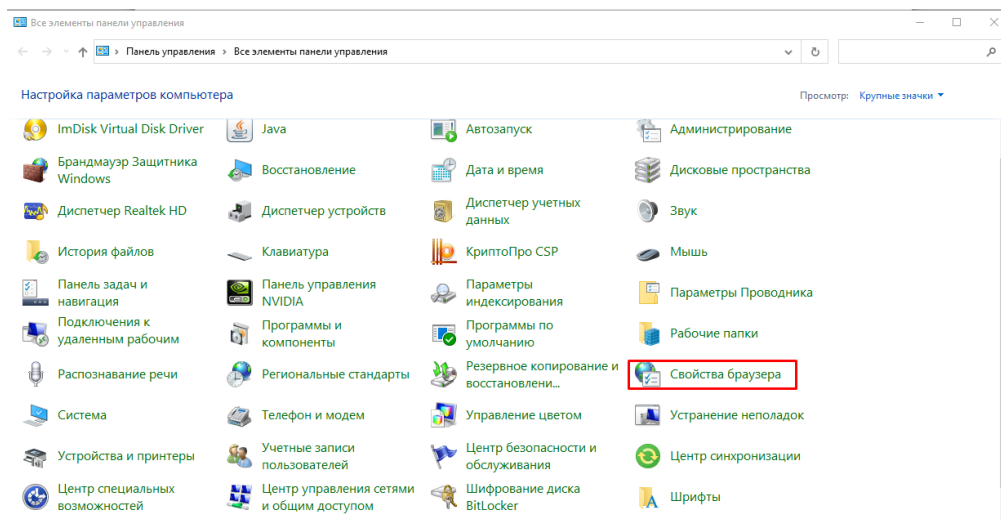 Все элементы панели управления
Панель управления › Все элементы панели управления
Настройка параметров компьютера
Просмотр: Крупные значки
ImDisk Virtual Disk Driver
Java
Автозапуск
Администрирование
Брандмауэр Защитника
Windows
Восстановление
Дата и время
Дисковые пространства
Диспетчер Realtek HD
Диспетчер устройств
Диспетчер учетных
данных
Звук
История файлов
Клавиатура
КриптоПро CSP
Мышь
Панель задач и
навигация
Панель управления
NVIDIA
Параметры
индексирования
Параметры Проводника
Подключения к
удаленным рабочим
Программы и
компоненты
Программы по
умолчанию
Рабочие папки
Распознавание речи
Региональные стандарты
Резервное копирование и
восстановлени...
Свойства браузера
Система
Телефон и модем
Управление цветом
Устранение неполадок
Устройства и принтеры
Учетные записи
пользователей
Центр безопасности и
обслуживания
Центр синхронизации
Центр специальных
возможностей
Центр управления сетями
и общим доступом
Шифрование диска
BitLocker
Шрифты